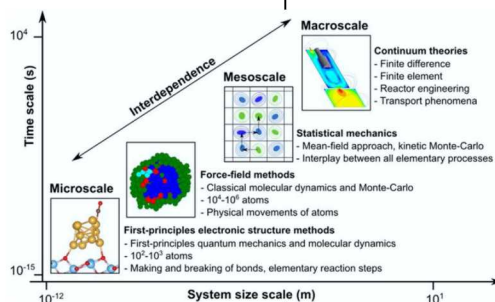 Macroscale
10⁴
Continuum theories
- Finite difference
- Finite element
- Reactor engineering
- Transport phenomena
Mesoscale
Interdependence
Time scale (s)
Statistical mechanics
- Mean-field approach, kinetic Monte-Carlo
- Interplay between all elementary processes
Force-field methods
- Classical molecular dynamics and Monte-Carlo
- 10⁴-10⁶ atoms
- Physical movements of atoms
Microscale
First-principles electronic structure methods
- First-principles quantum mechanics and molecular dynamics
- 10²-10³ atoms
- Making and breaking of bonds, elementary reaction steps
10⁻¹⁵
10⁻¹²
System size scale (m)
10¹